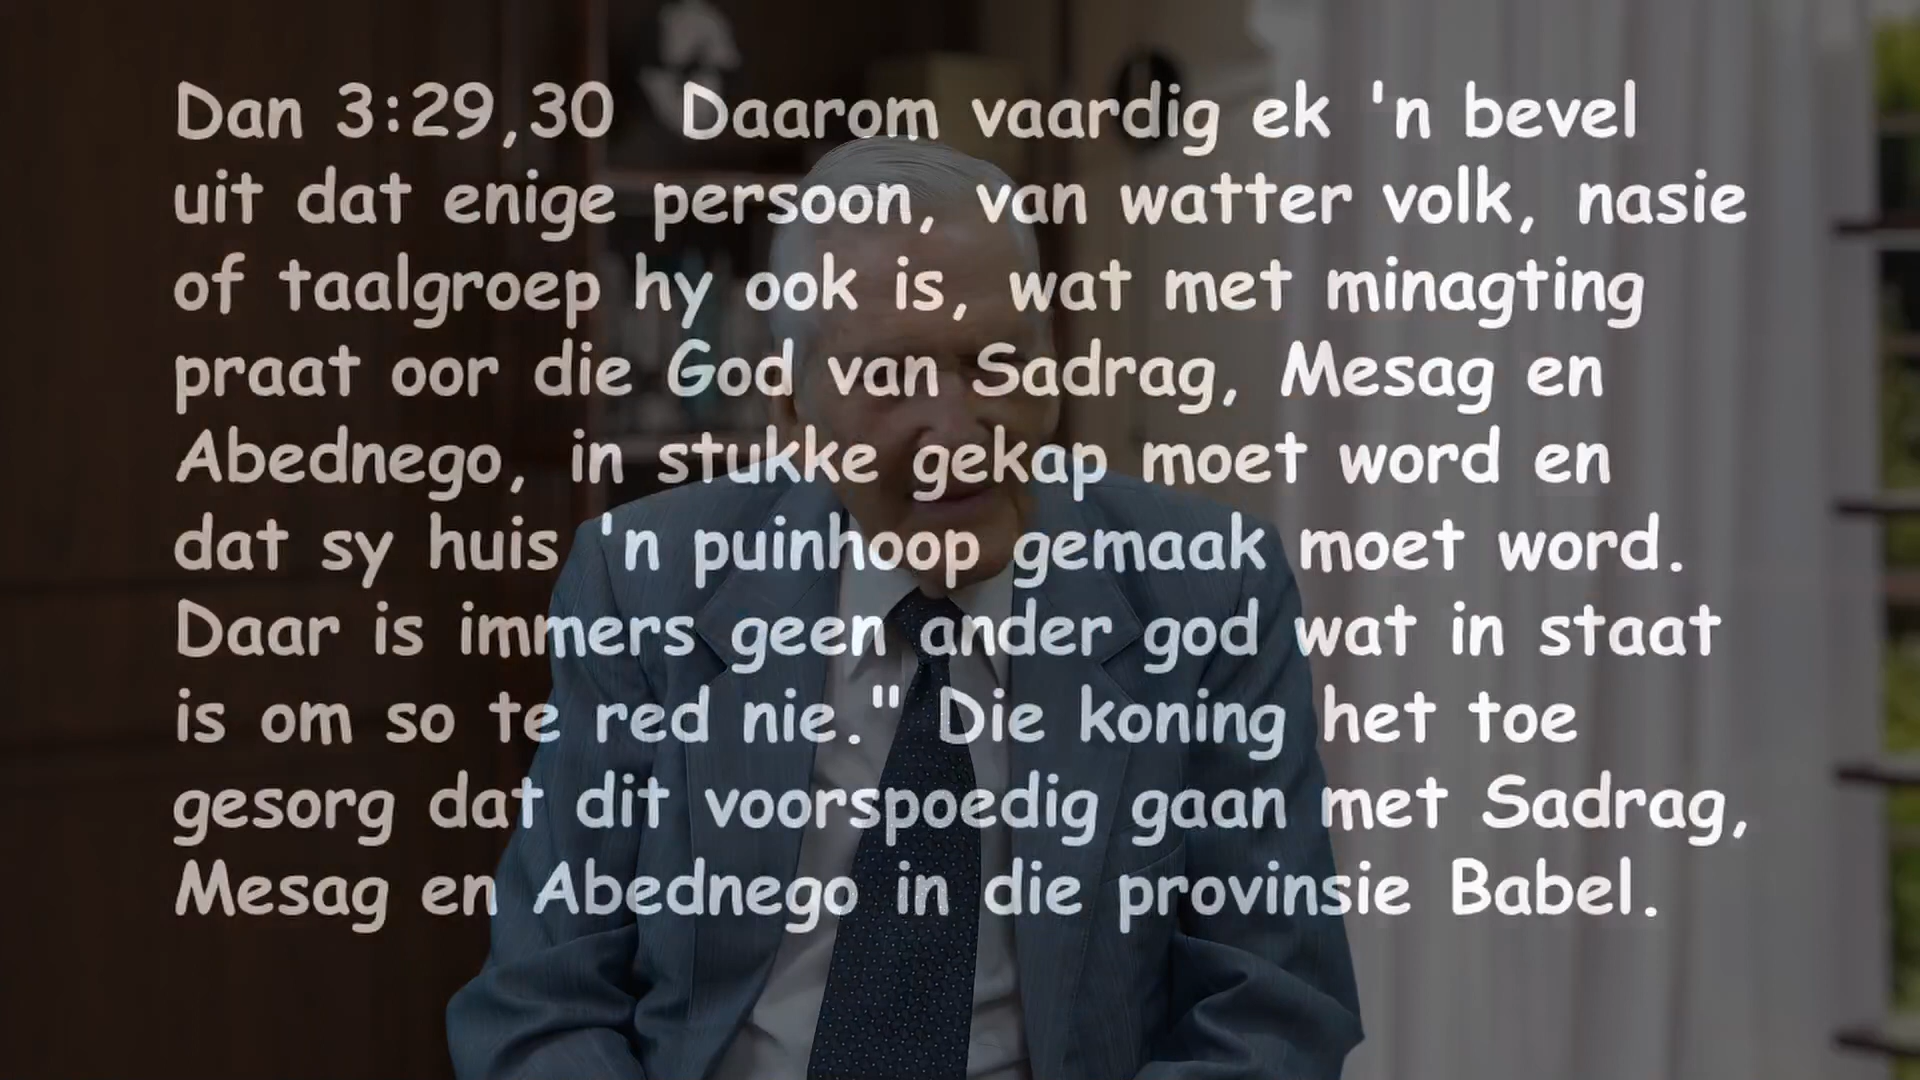 Dan 3:29,30 Daarom vaardig ek 'n bevel
uit dat enige persoon, van watter volk, nasie
of taalgroep hy ook is, wat met minagting
praat oor die God van Sadrag, Mesag en
Abednego, in stukke gekap moet word en
dat sy huis 'n puinhoop gemaak moet word.
Daar is immers geen ander god wat in staat
is om so te red nie." Die koning het toe
gesorg dat dit voorspoedig gaan met Sadrag,
Mesag en Abednego in die provinsie Babel.